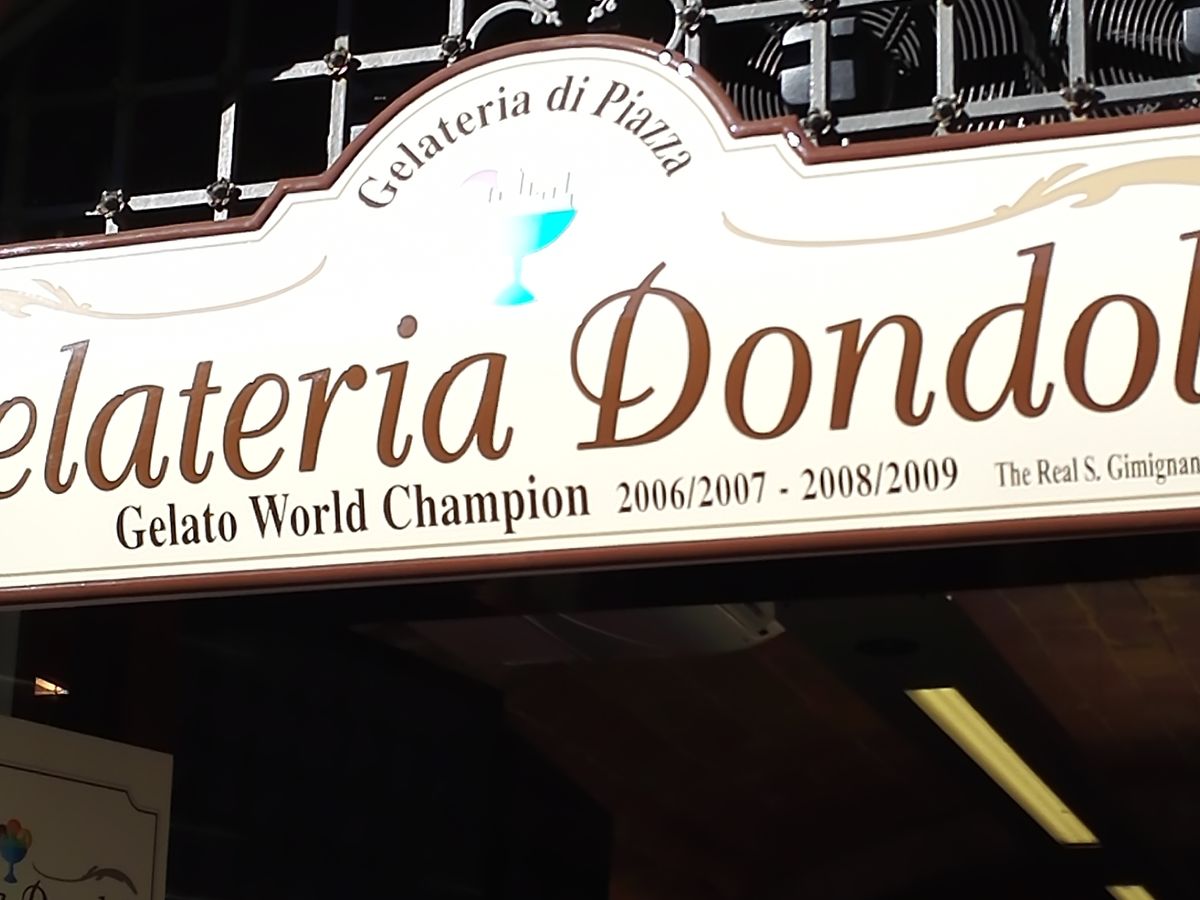 Gelateria di Piazza
elateria Dondol
Gelato World Champion 2006/2007 - 2008/2009 The Real S. Gimignan